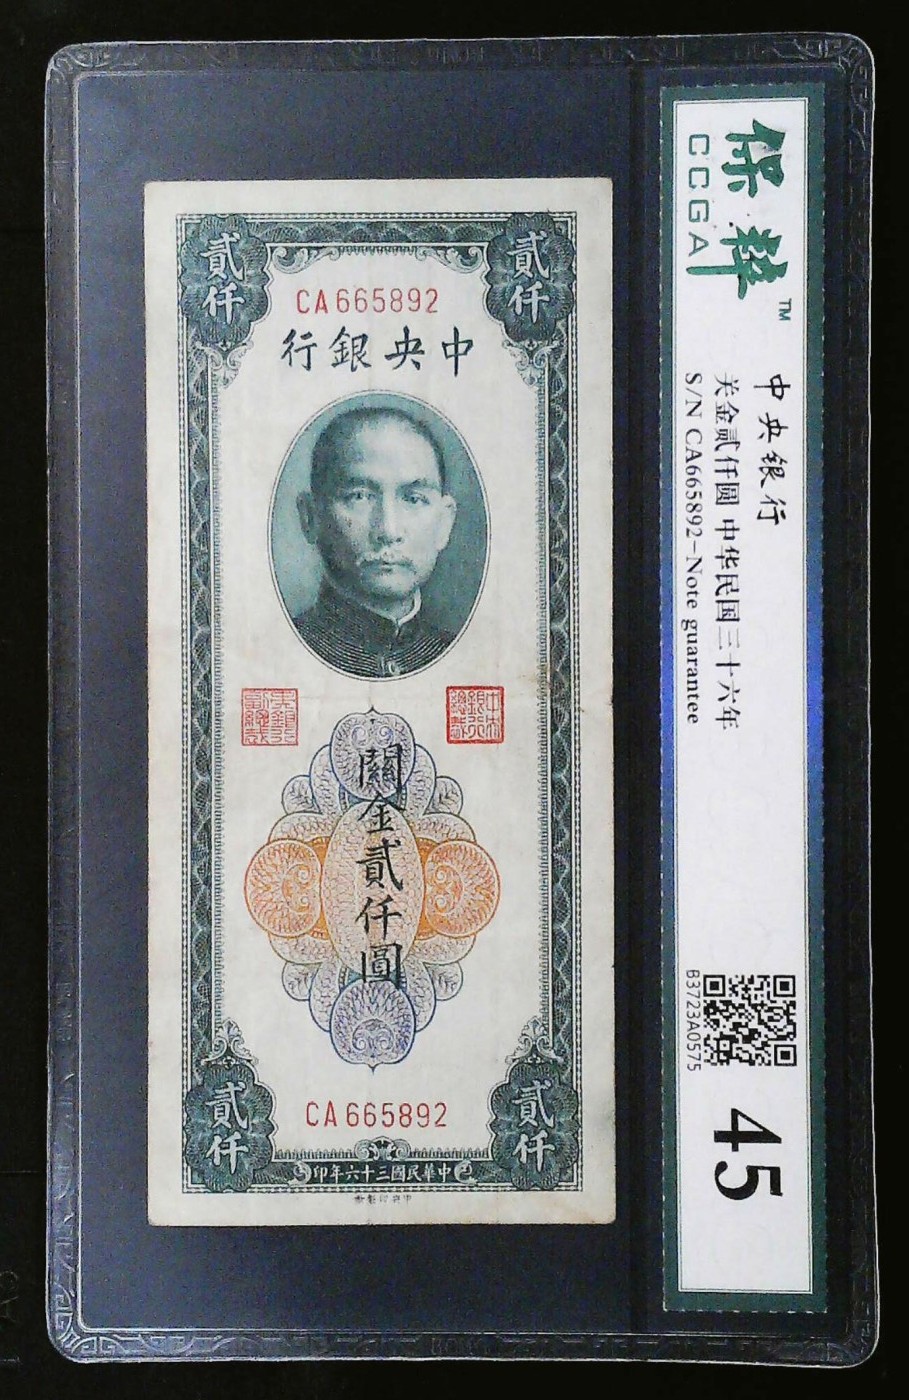 貳仟
貳仟
CA665892
行銀央中
關金貳仟圓
CA665892
貳仟
貳仟
印年六十三國民華中
保粹
CCGA
TM
中央银行
关金贰仟圆 中华民国三十六年
S/N CA665892-Note guarantee
B3723A0575
45